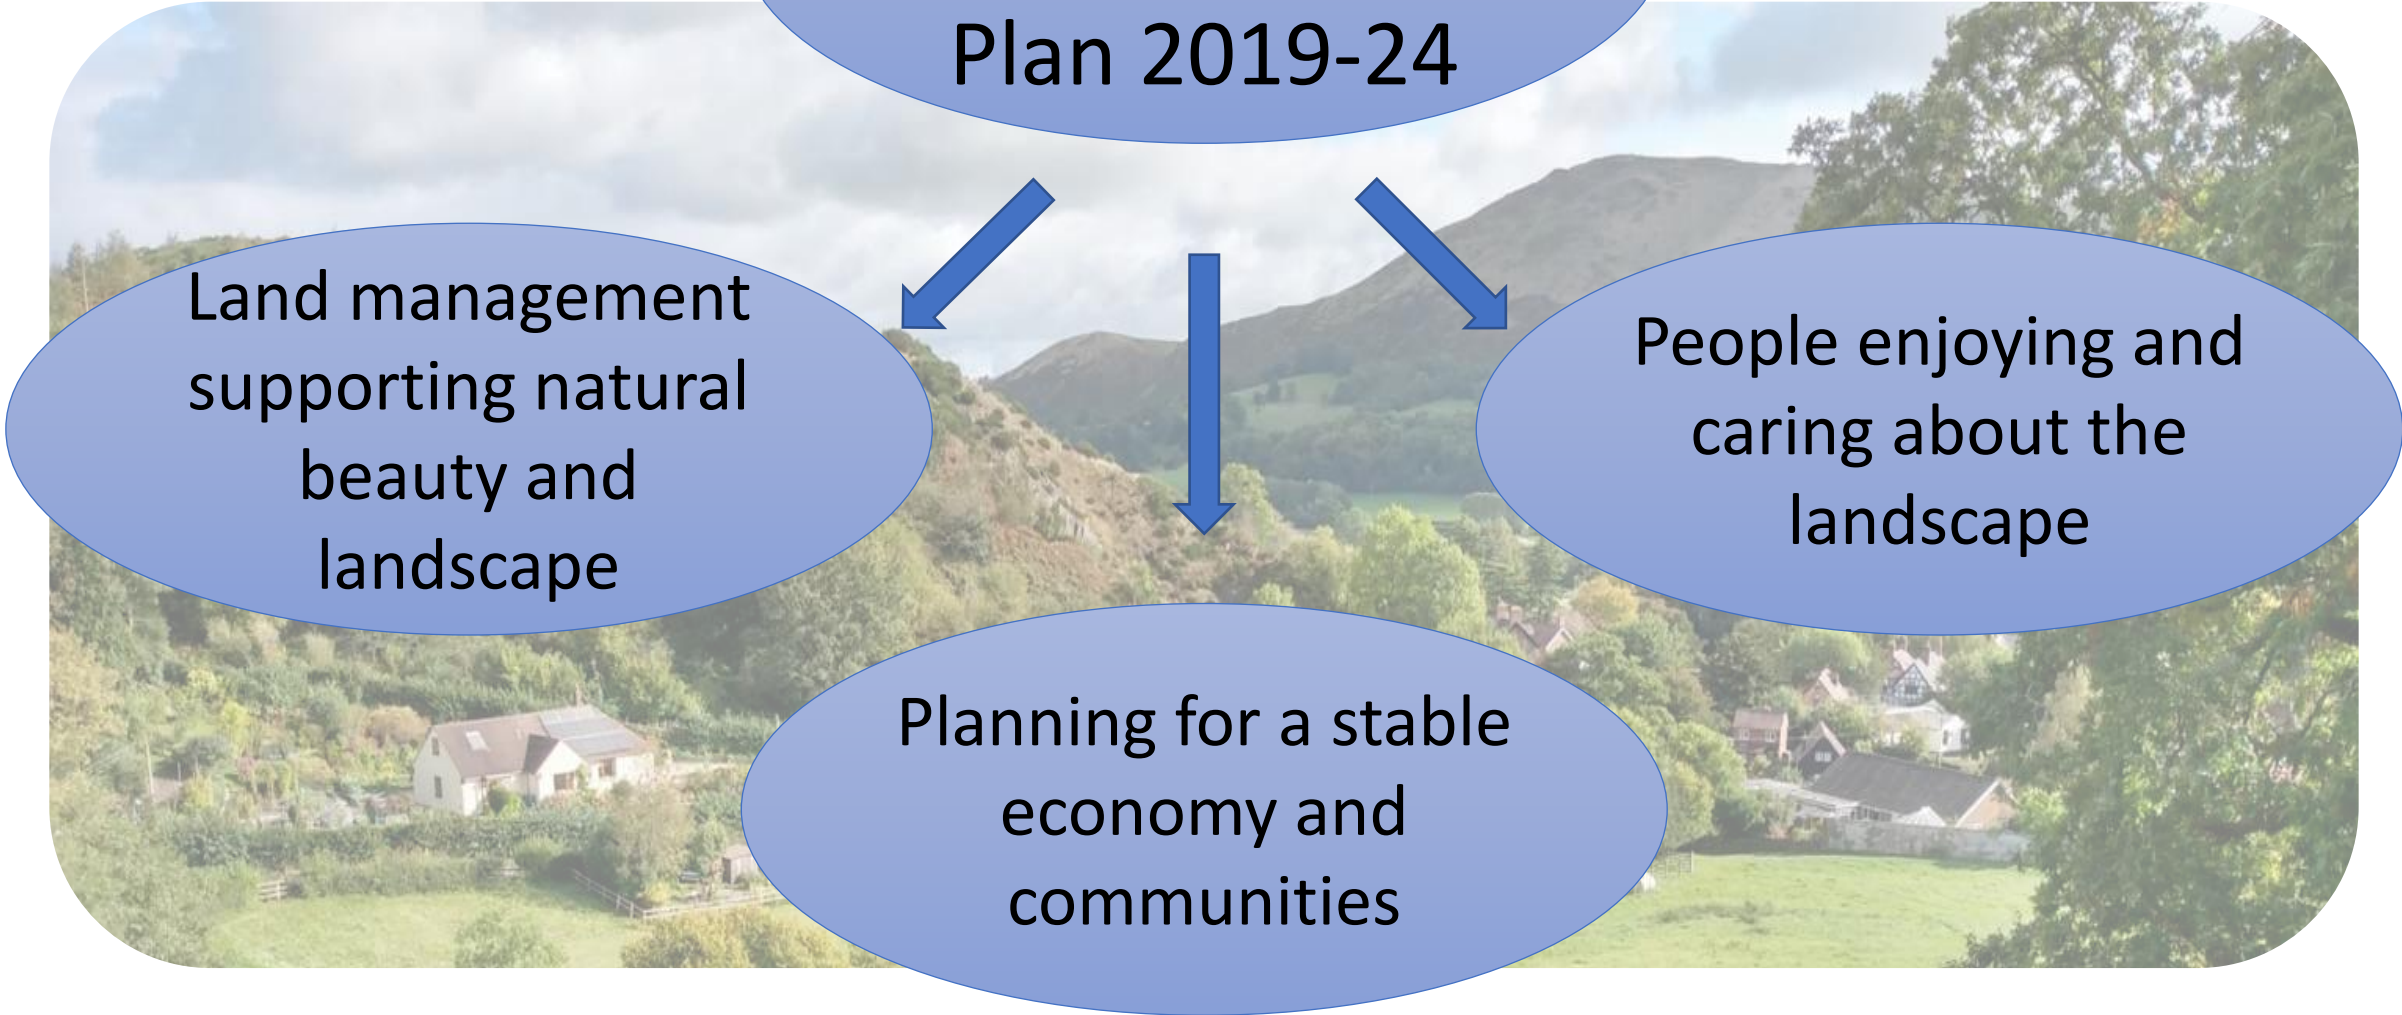 Plan 2019-24
Land management
supporting natural
beauty and
landscape
People enjoying and
caring about the
landscape
Planning for a stable
economy and
communities